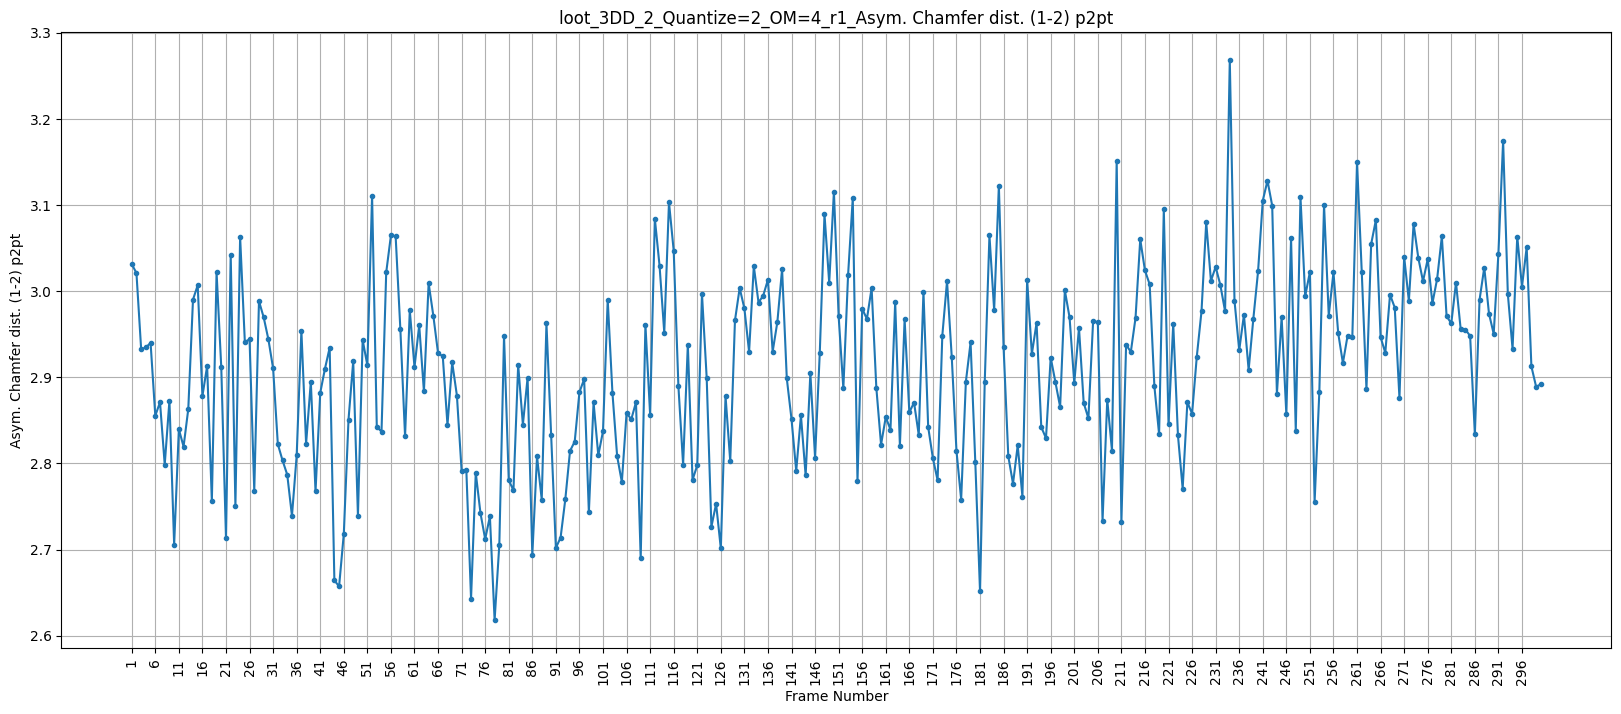 loot_3DD_2_Quantize=2_OM=4_r1_Asym. Chamfer dist. (1-2) p2pt
Asym. Chamfer dist. (1-2) p2pt
3.3
3.2
3.1
3.0
2.9
2.8
2.7
2.6
1 6 11 16 21 26 31 36 41 46 51 56 61 66 71 76 81 86 91 96 101 106 111 116 121 126 131 136 141 146 151 156 161 166 171 176 181 186 191 196 201 206 211 216 221 226 231 236 241 246 251 256 261 266 271 276 281 286 291 296
Frame Number